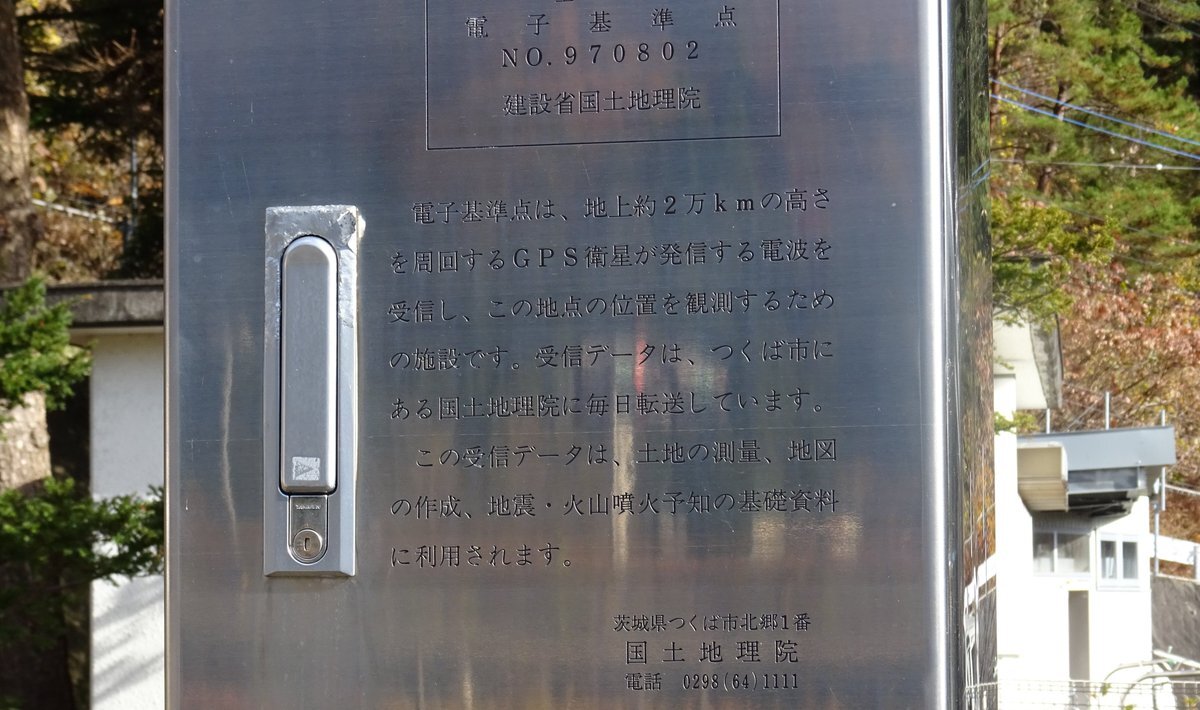 電子基準点
NO.970802
建設省国土地理院
電子基準点は、地上約2万kmの高さ
を周回するGPS衛星が発信する電波を
受信し、この地点の位置を観測するため
の施設です。受信データは、つくば市に
ある国土地理院に毎日転送しています。
この受信データは、土地の測量、地図
の作成、地震・火山噴火予知の基礎資料
に利用されます。
茨城県つくば市北郷1番
国土地理院
電話 0298(64)1111